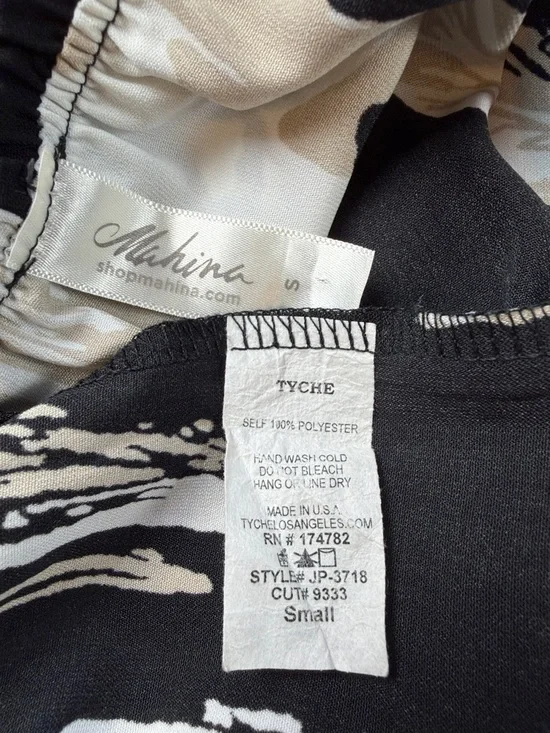 Mahina
shopmahina.com
S
TYCHE
SELF 100% POLYESTER
HAND WASH COLD
DO NOT BLEACH
HANG OR LINE DRY
MADE IN U.S.A.
TYCHELOSANGELES.COM
RN # 174782
STYLE# JP-3718
CUT# 9333
Small